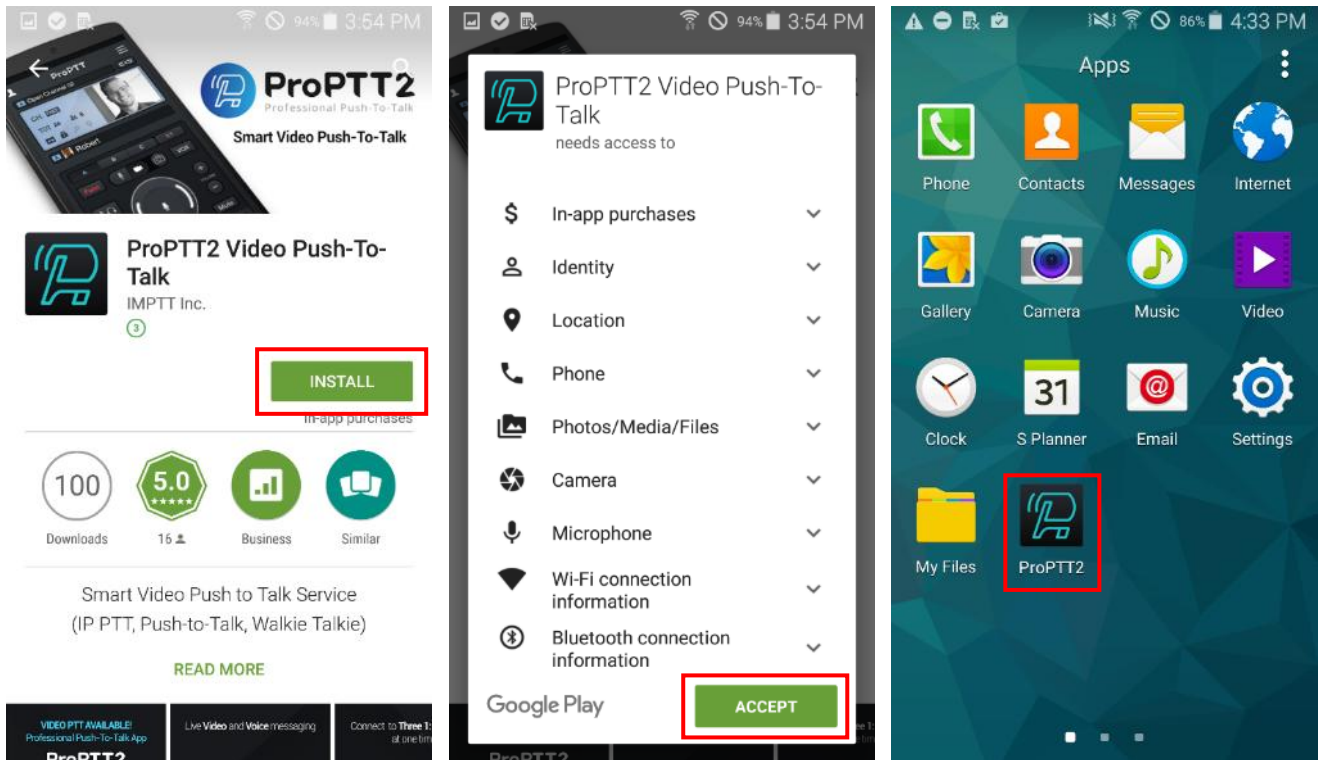 94% 3:54 PM
ProPTT
ProPTT2
Professional Push-To-Talk
Smart Video Push-To-Talk
Robert
ProPTT2 Video Push-To-
Talk
IMPTT Inc.
3
INSTALL
In-app purchases
100
5.0
Downloads
16
Business
Similar
Smart Video Push to Talk Service
(IP PTT, Push-to-Talk, Walkie Talkie)
READ MORE
VIDEO PTT AVAILABLE!
Professional Push-To-Talk App
ProPTT2
Live Video and Voice messaging
Connect to Three 1:
at one tim
94% 3:54 PM
ProPTT2 Video Push-To-
Talk
needs access to
$ In-app purchases
Identity
Location
Phone
Photos/Media/Files
Camera
Microphone
Wi-Fi connection
information
Bluetooth connection
information
Google Play
ACCEPT
86% 4:33 PM
Apps
Phone
Contacts
Messages
Internet
Gallery
Camera
Music
Video
31
@
Clock
S Planner
Email
Settings
My Files
ProPTT2